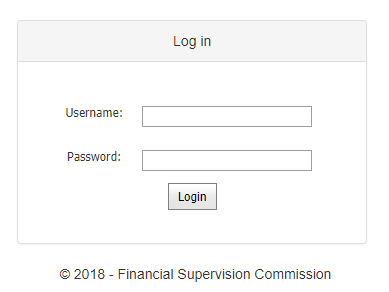 Log in
Username:
Password:
Login
© 2018 - Financial Supervision Commission